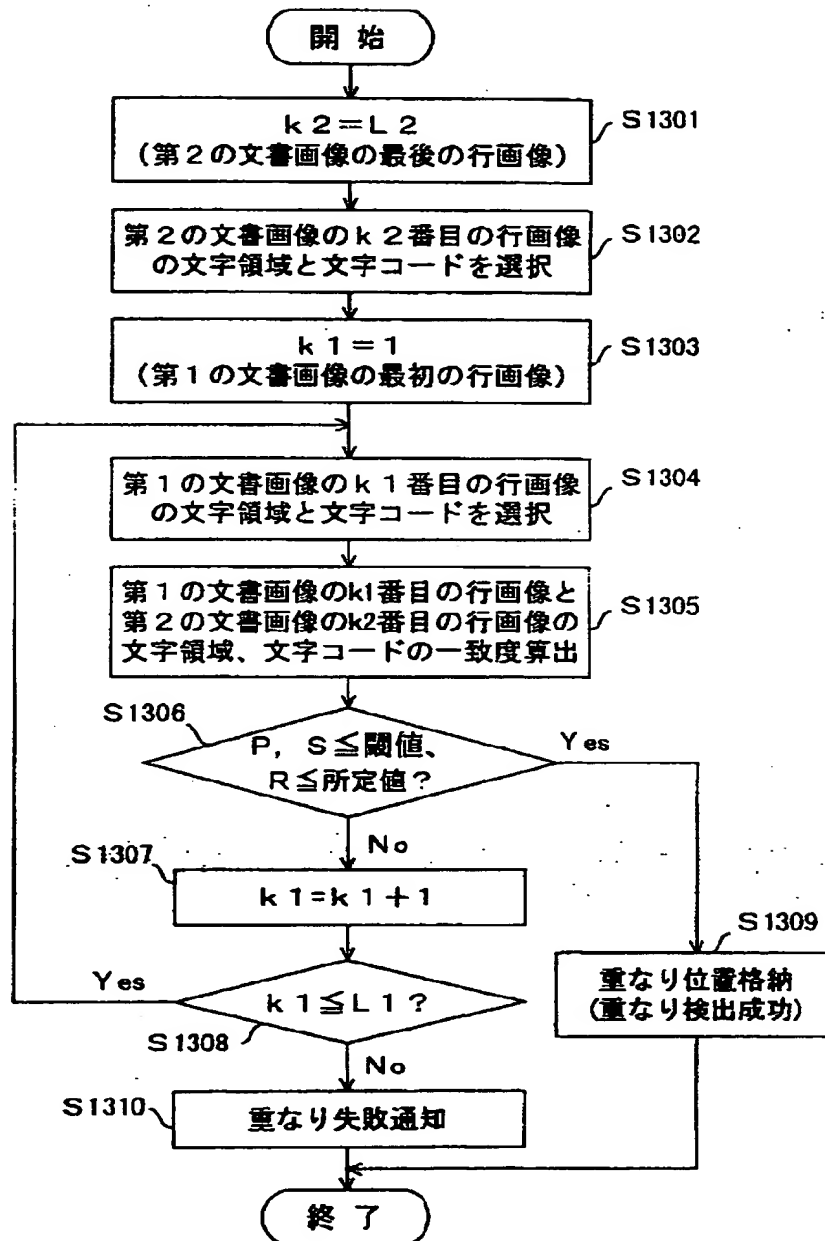 開 始
k 2 = L 2
(第2の文書画像の最後の行画像)
S1301
第2の文書画像の k 2 番目の行画像
の文字領域と文字コードを選択
S1302
k 1 = 1
(第1の文書画像の最初の行画像)
S1303
第1の文書画像の k 1 番目の行画像
の文字領域と文字コードを選択
S1304
第1の文書画像のk1番目の行画像と
第2の文書画像のk2番目の行画像の
文字領域、文字コードの一致度算出
S1305
S1306
P, S≦閾値、
R≦所定値?
Yes
No
S1307
k 1 = k 1 + 1
S1309
重なり位置格納
(重なり検出成功)
Yes
k 1 ≦ L 1 ?
S1308
No
S1310
重なり失敗通知
終 了